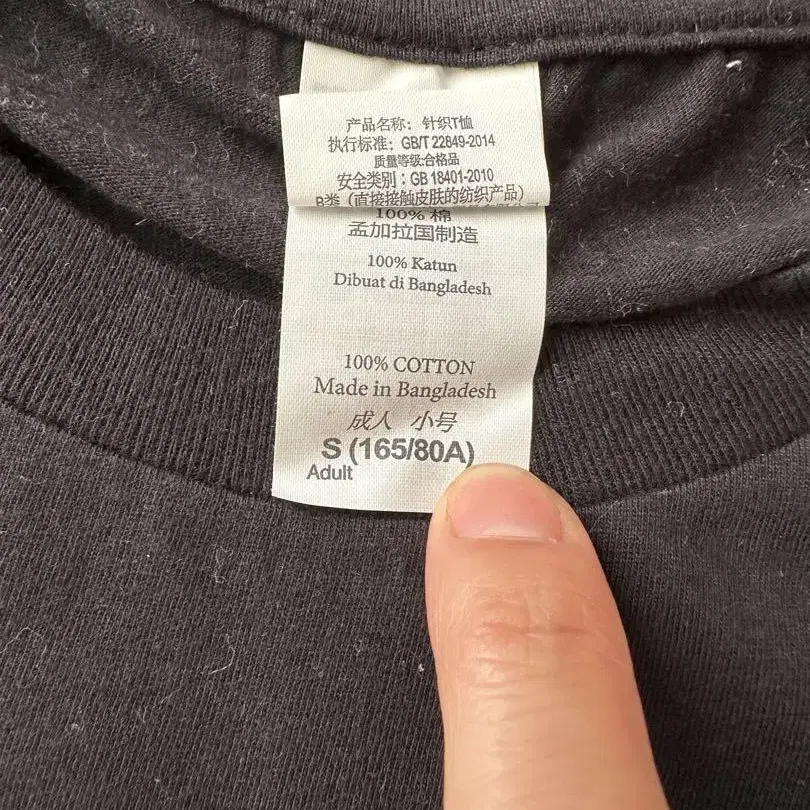 产品名称：针织T恤
执行标准：GB/T 22849-2014
质量等级:合格品
安全类别：GB 18401-2010
B类（直接接触皮肤的纺织产品）
100% 棉
孟加拉国制造
100% Katun
Dibuat di Bangladesh
100% COTTON
Made in Bangladesh
成人 小号
S (165/80A)
Adult